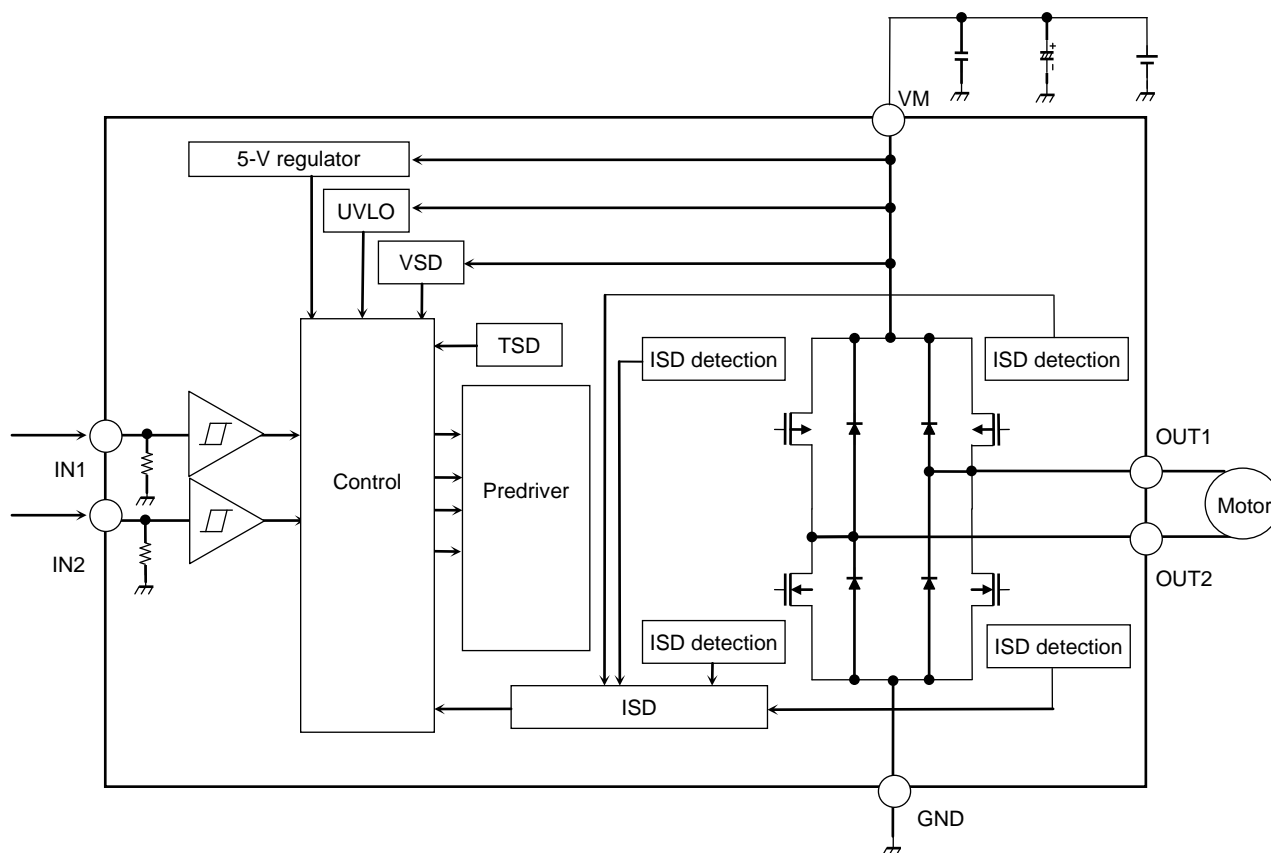 VM
5-V regulator
UVLO
VSD
TSD
ISD detection
ISD detection
IN1
Control
Predriver
OUT1
Motor
IN2
OUT2
ISD detection
ISD detection
ISD
GND
+
-